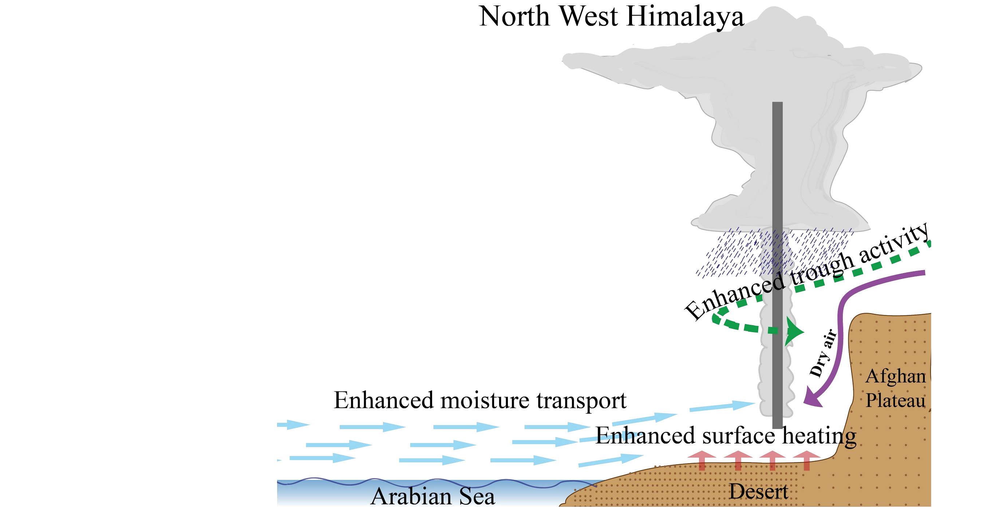 North West Himalaya
Enhanced trough activity
Dry air
Afghan
Plateau
Enhanced moisture transport
Enhanced surface heating
Desert
Arabian Sea